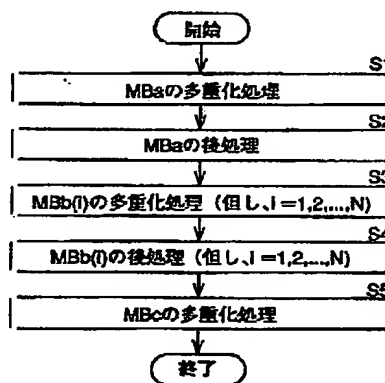 開始
S1
MBaの多重化処理
S2
MBaの後処理
S3
MBb(i)の多重化処理（但し、i＝1,2,...,N）
S4
MBb(i)の後処理（但し、i＝1,2,...,N）
S5
MBcの多重化処理
終了